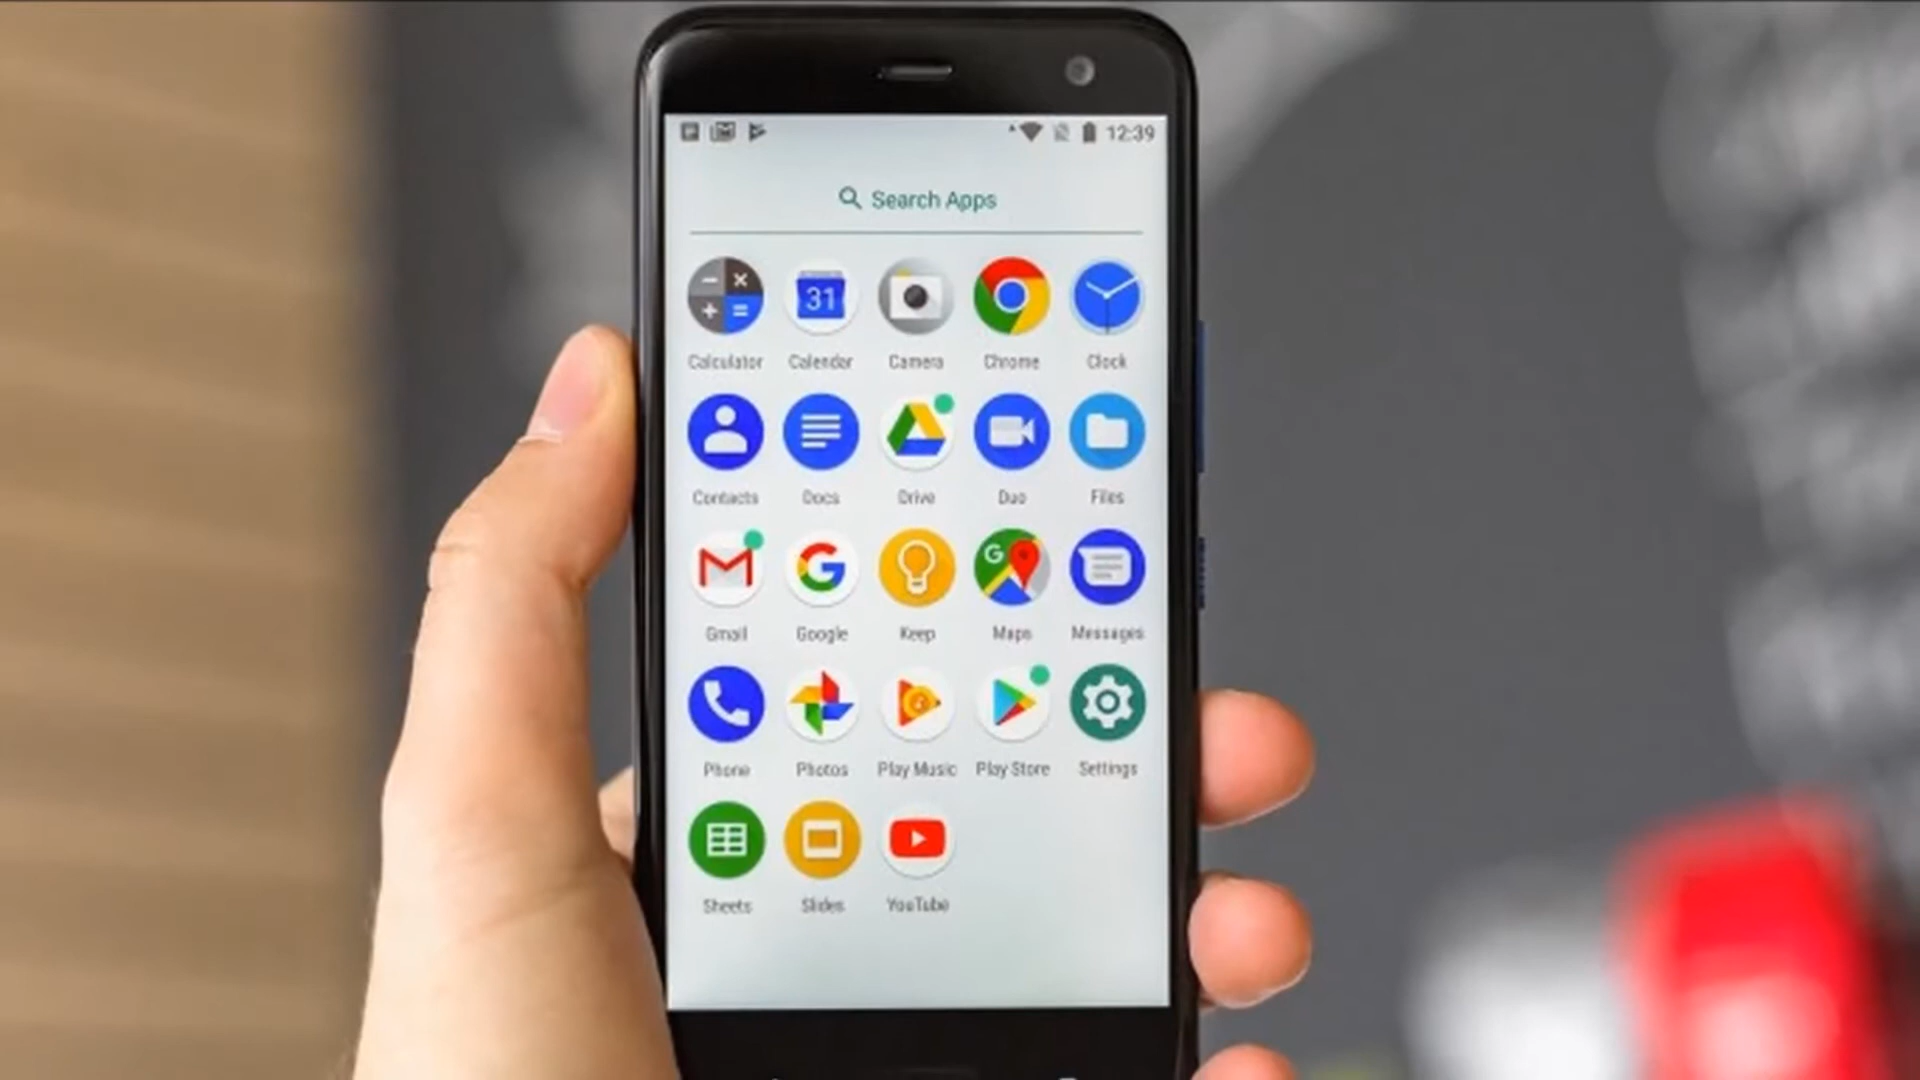 12:39
Search Apps
31
Calculator Calendar Camera Chrome Clock
Contacts Docs Drive Duo Files
G
Gmail Google Keep Maps Messages
Phone Photos Play Music Play Store Settings
Sheets Slides YouTube